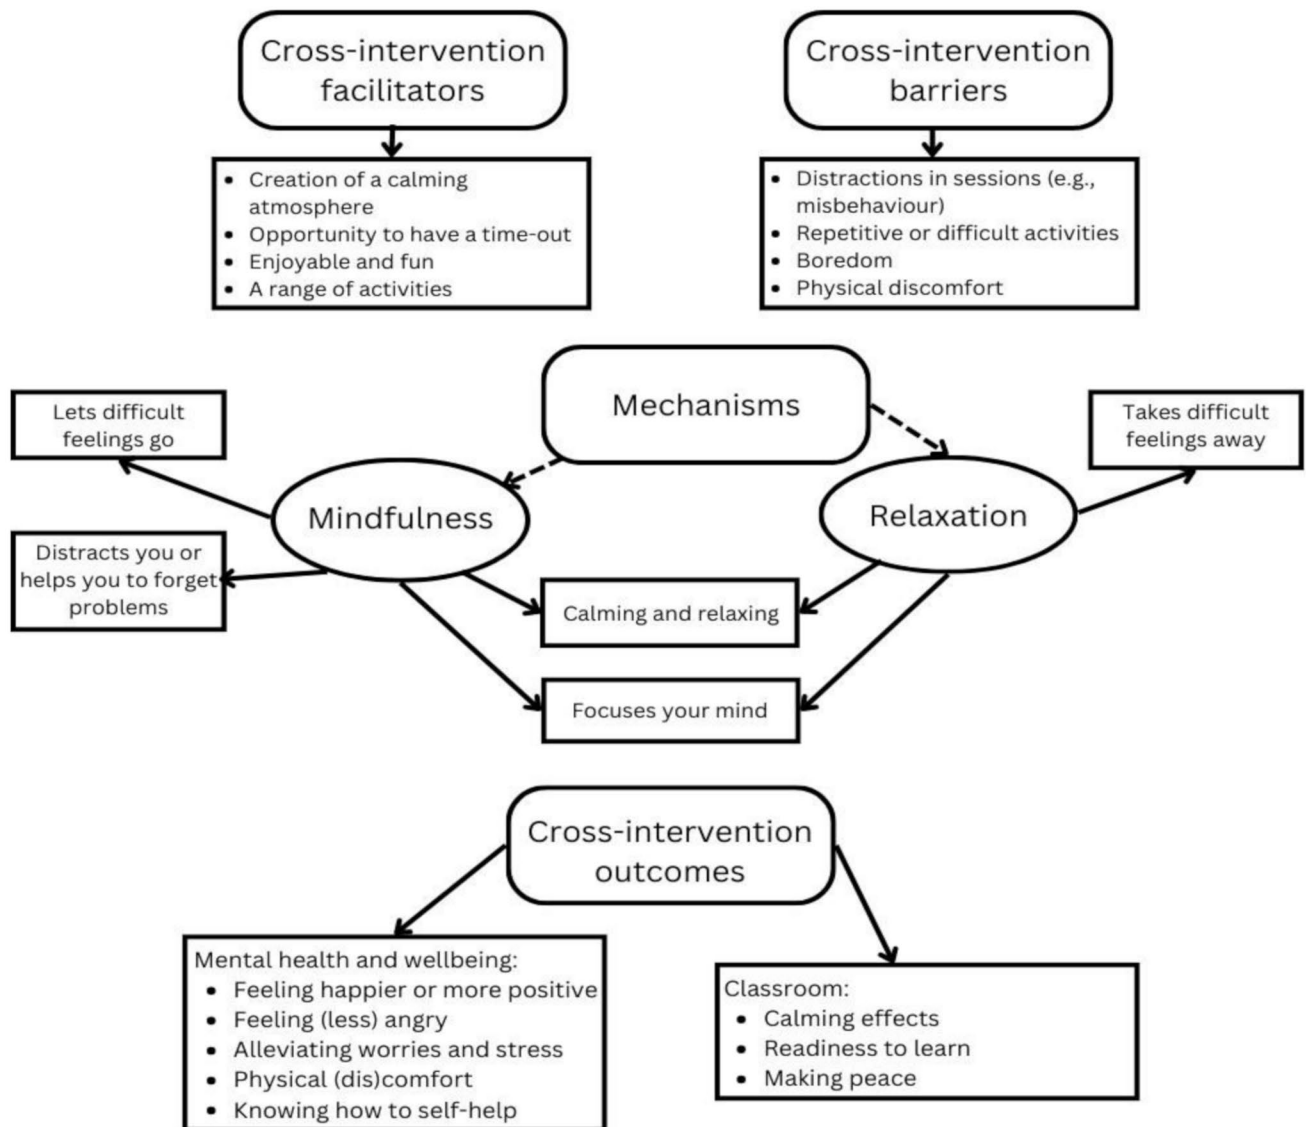 Cross-intervention
facilitators
• Creation of a calming
atmosphere
• Opportunity to have a time-out
• Enjoyable and fun
• A range of activities
Cross-intervention
barriers
• Distractions in sessions (e.g.,
misbehaviour)
• Repetitive or difficult activities
• Boredom
• Physical discomfort
Mechanisms
Lets difficult
feelings go
Takes difficult
feelings away
Mindfulness
Relaxation
Distracts you or
helps you to forget
problems
Calming and relaxing
Focuses your mind
Cross-intervention
outcomes
Mental health and wellbeing:
• Feeling happier or more positive
• Feeling (less) angry
• Alleviating worries and stress
• Physical (dis)comfort
• Knowing how to self-help
Classroom:
• Calming effects
• Readiness to learn
• Making peace